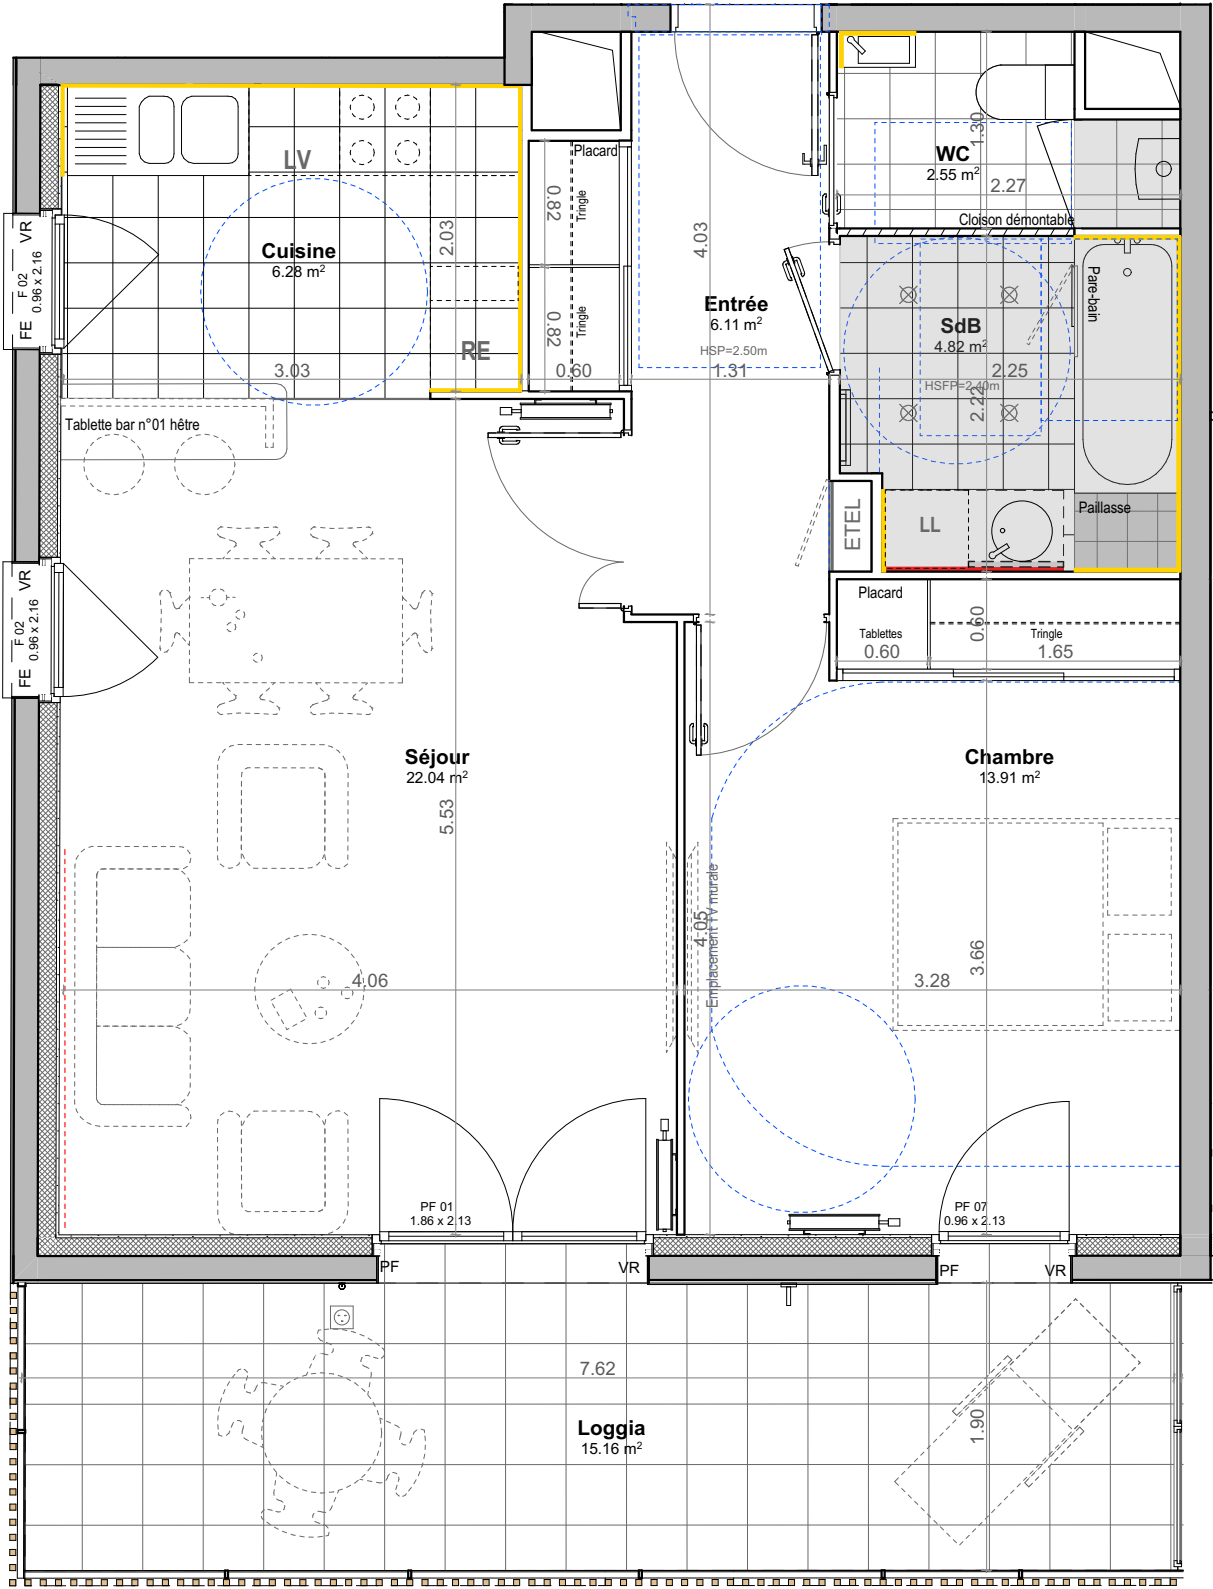 Placard
0.82
Tringle
0.82
Tringle
0.60
LV
Cuisine
6.28 m²
2.03
RE
3.03
VR
F 02
0.96 x 2.16
FE
Tablette bar n°01 hêtre
4.03
Entrée
6.11 m²
HSP=2.50m
1.31
WC
2.55 m²
1.30
2.27
Cloison démontable
SdB
4.82 m²
2.25
HSFP=2.40m
2.22
Pare-bain
Paillasse
LL
ETEL
Placard
Tablettes
0.60
0.60
Tringle
1.65
VR
F 02
0.96 x 2.16
FE
Séjour
22.04 m²
5.53
4.06
Chambre
13.91 m²
4.05
Emplacement TV murale
3.28
3.66
PF 01
1.86 x 2.13
PF 07
0.96 x 2.13
PF
VR
PF
VR
7.62
Loggia
15.16 m²
1.90